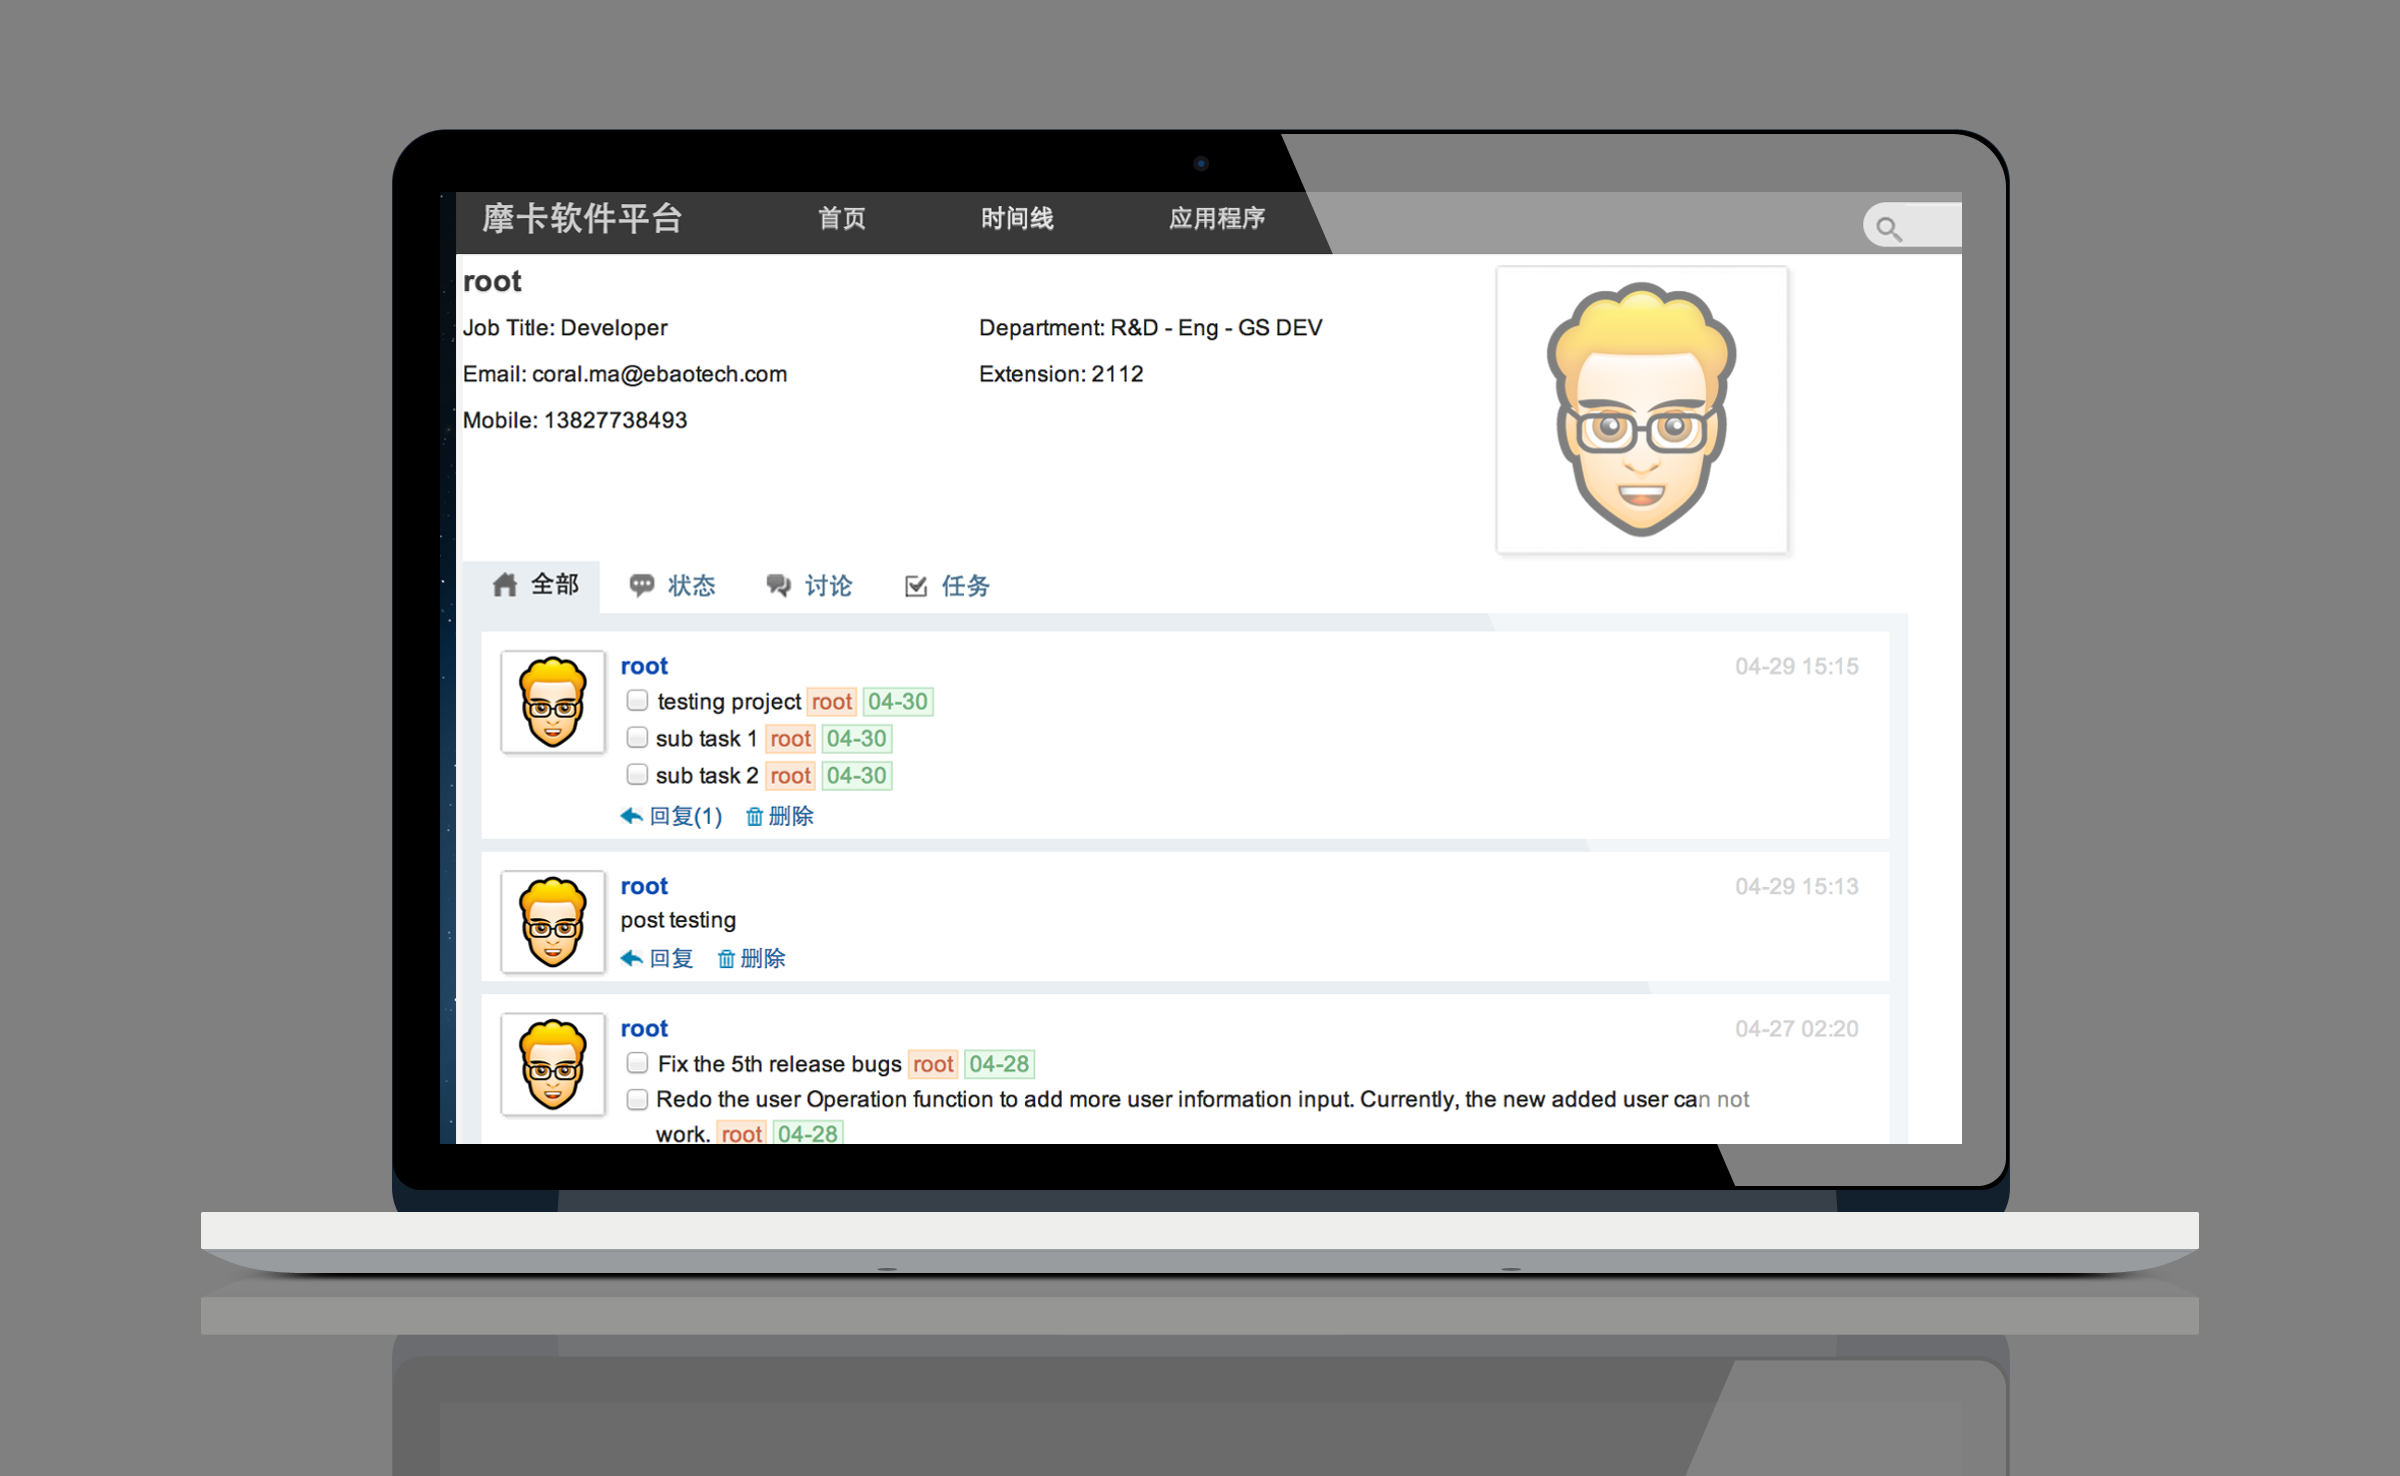 摩卡软件平台 首页 时间线 应用程序
root
Job Title: Developer Department: R&D - Eng - GS DEV
Email: coral.ma@ebaotech.com Extension: 2112
Mobile: 13827738493
全部 状态 讨论 任务
root 04-29 15:15
testing project root 04-30
sub task 1 root 04-30
sub task 2 root 04-30
回复(1) 删除
root 04-29 15:13
post testing
回复 删除
root 04-27 02:20
Fix the 5th release bugs root 04-28
Redo the user Operation function to add more user information input. Currently, the new added user can not
work. root 04-28